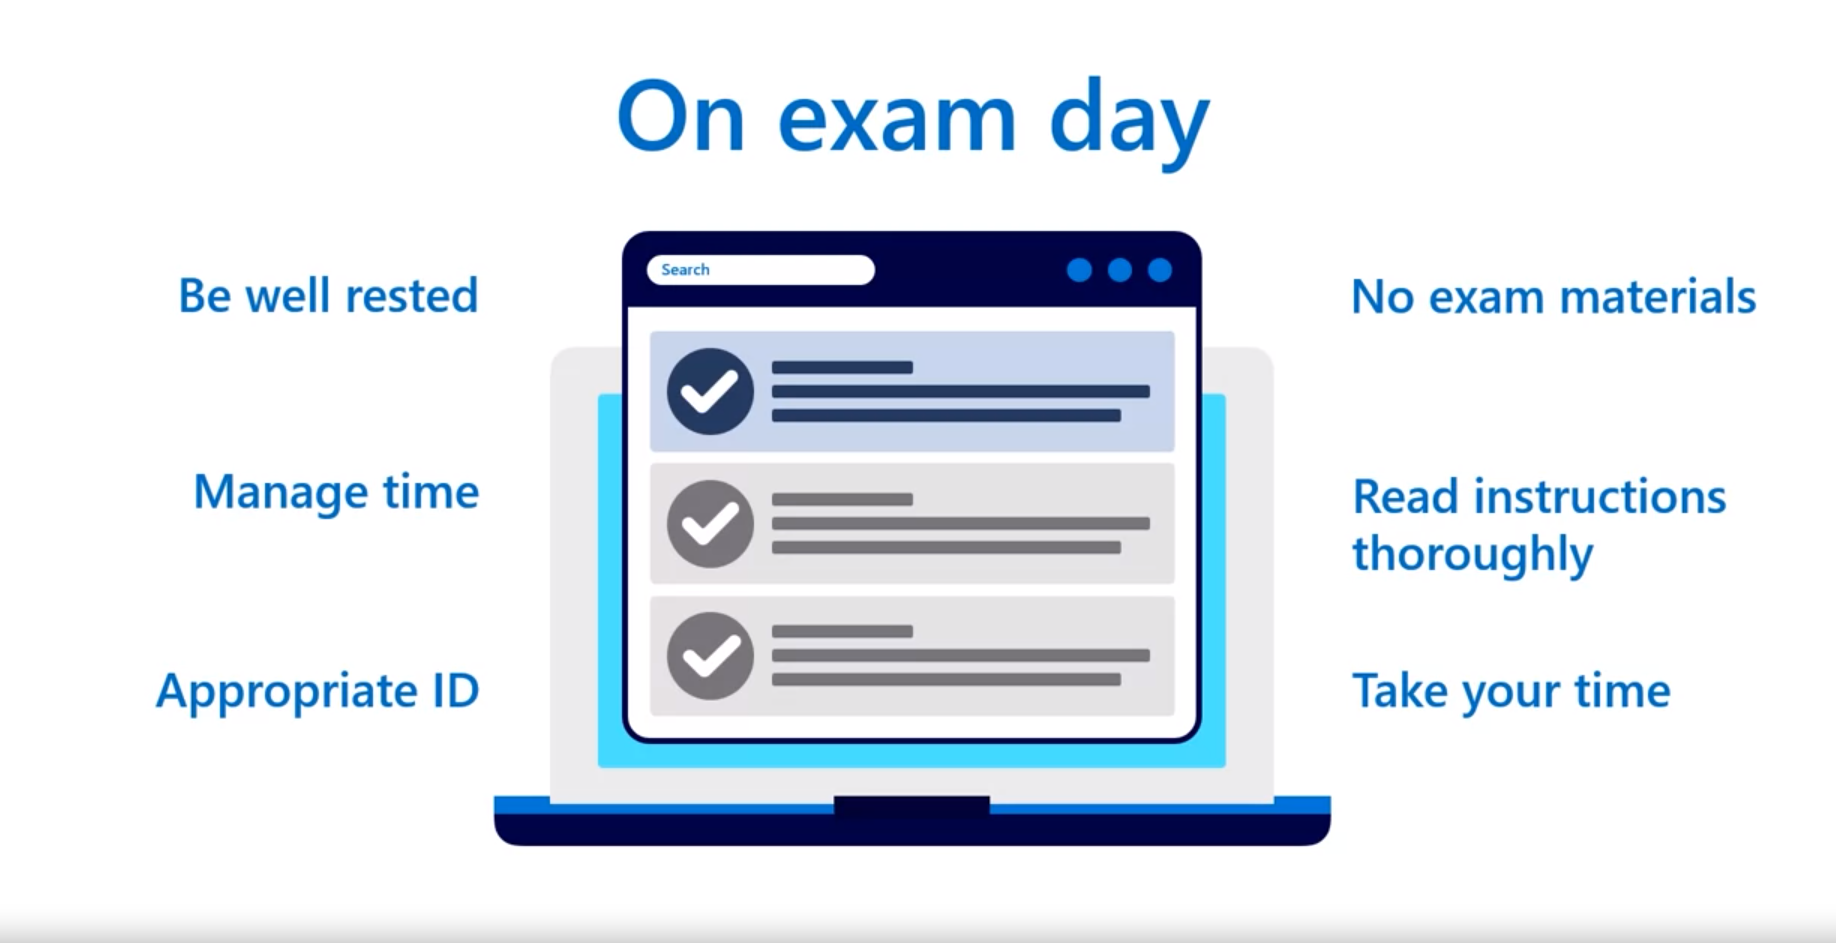 On exam day
Search
Be well rested
Manage time
Appropriate ID
No exam materials
Read instructions
thoroughly
Take your time